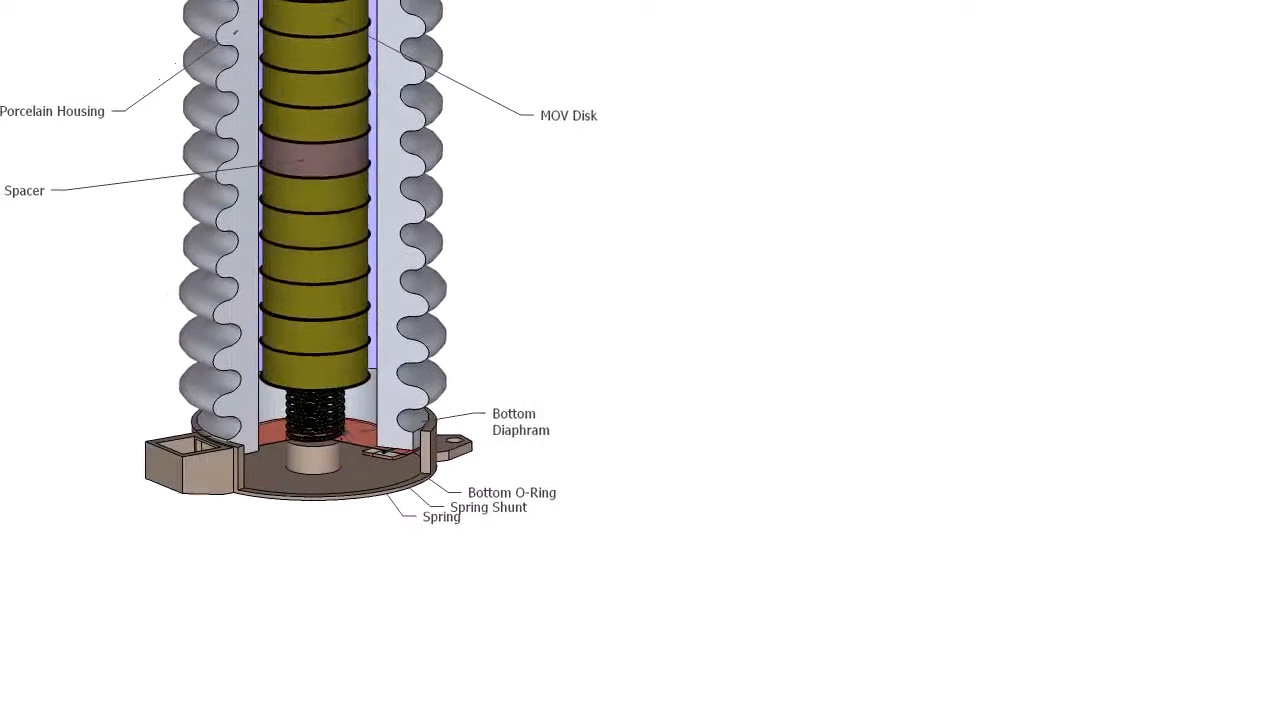 Porcelain Housing
MOV Disk
Spacer
Bottom
Diaphram
Bottom O-Ring
Spring Shunt
Spring